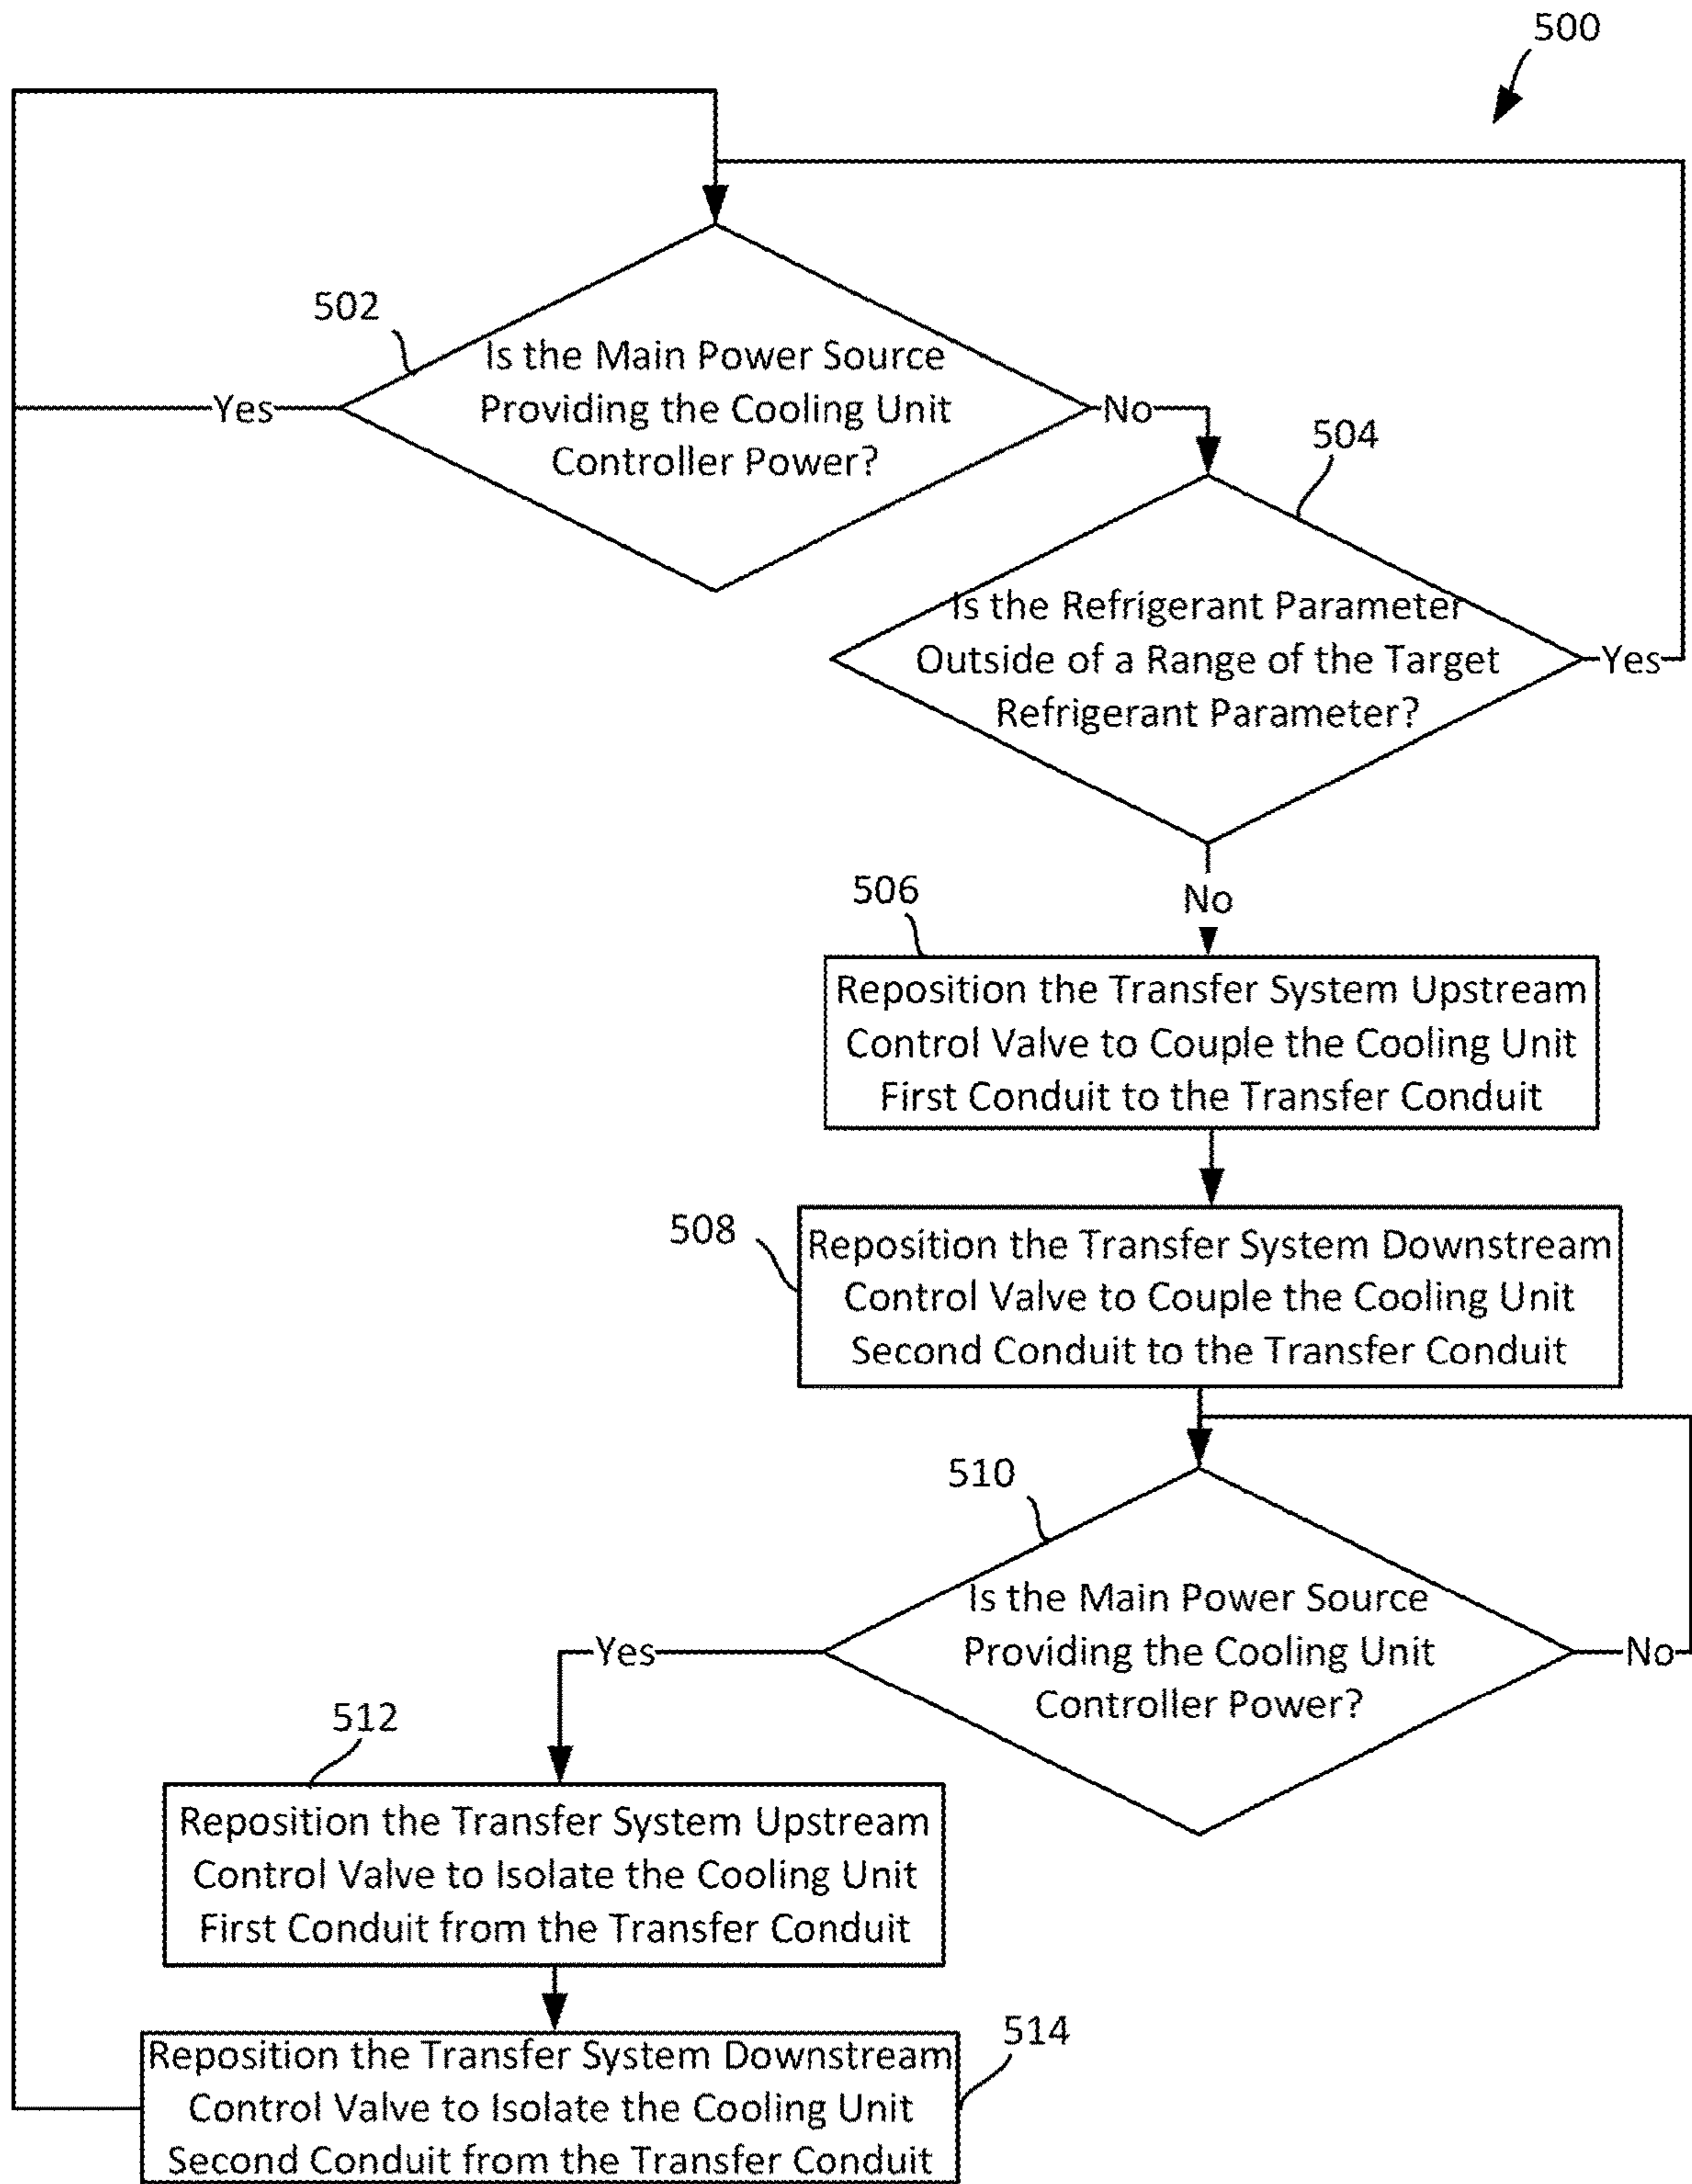 500
502
Is the Main Power Source
Providing the Cooling Unit
Controller Power?
Yes
No
504
Is the Refrigerant Parameter
Outside of a Range of the Target
Refrigerant Parameter?
Yes
No
506
Reposition the Transfer System Upstream
Control Valve to Couple the Cooling Unit
First Conduit to the Transfer Conduit
508
Reposition the Transfer System Downstream
Control Valve to Couple the Cooling Unit
Second Conduit to the Transfer Conduit
510
Is the Main Power Source
Providing the Cooling Unit
Controller Power?
Yes
No
512
Reposition the Transfer System Upstream
Control Valve to Isolate the Cooling Unit
First Conduit from the Transfer Conduit
514
Reposition the Transfer System Downstream
Control Valve to Isolate the Cooling Unit
Second Conduit from the Transfer Conduit